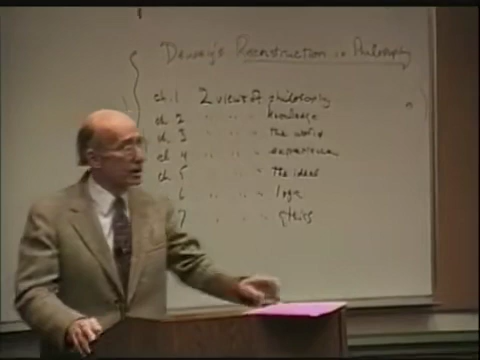 Dewey's Reconstruction in Philosophy
ch. 1 2 view of philosophy
ch. 2 " " " knowledge
ch. 3 " " " the world
ch. 4 " " " experience
ch. 5 " " " the ideal
6 " " " logic
7 " " " ethics